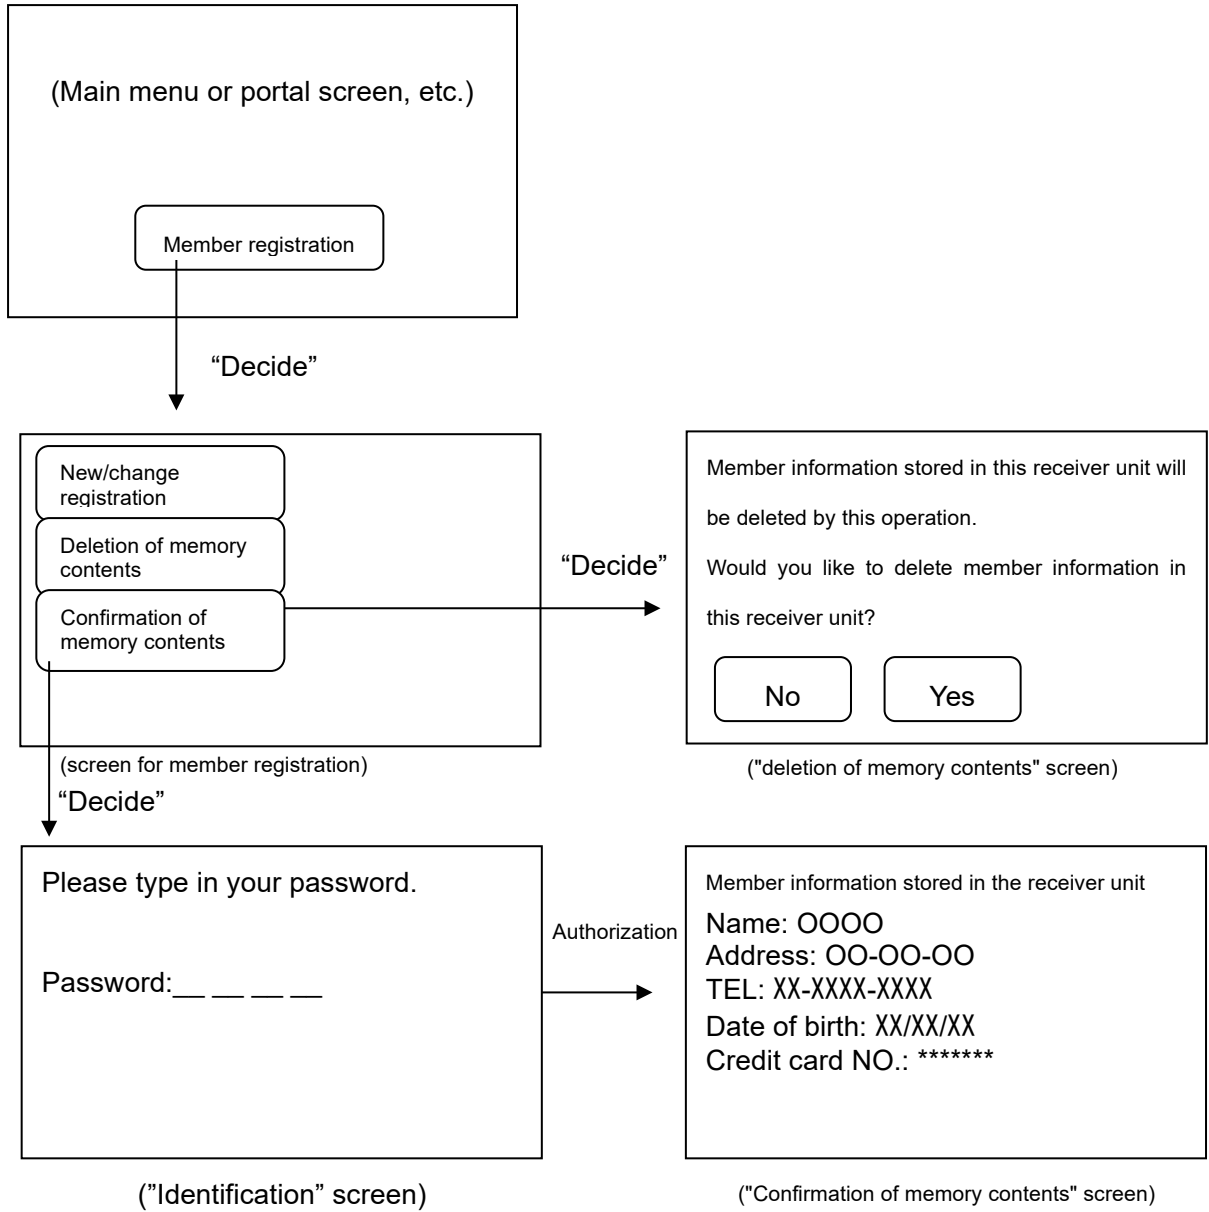 (Main menu or portal screen, etc.)
Member registration
“Decide”
New/change
registration
Deletion of memory
contents
Confirmation of
memory contents
(screen for member registration)
“Decide”
Member information stored in this receiver unit will
be deleted by this operation.
Would you like to delete member information in
this receiver unit?
No
Yes
("deletion of memory contents" screen)
“Decide”
Please type in your password.
Password:__ __ __ __
(”Identification” screen)
Authorization
Member information stored in the receiver unit
Name: OOOO
Address: OO-OO-OO
TEL: XX-XXXX-XXXX
Date of birth: XX/XX/XX
Credit card NO.: *******
("Confirmation of memory contents" screen)